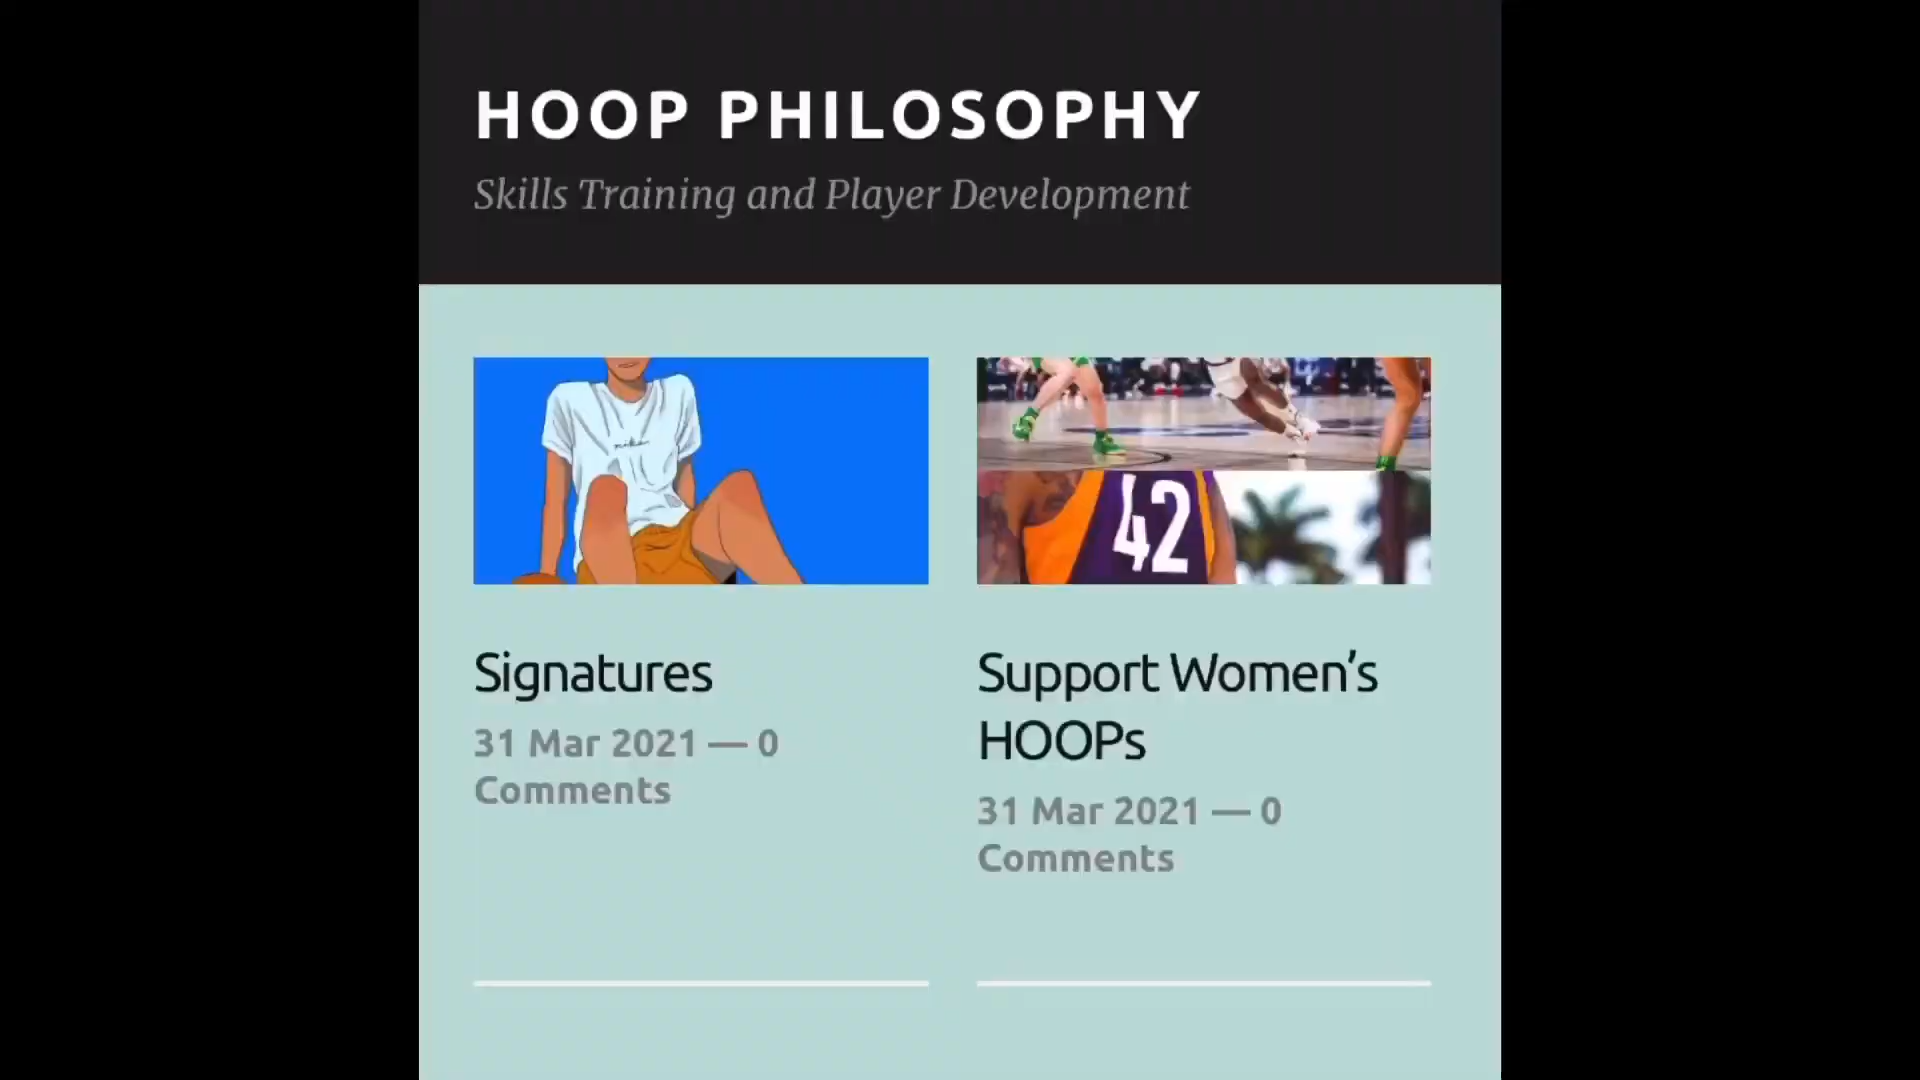 HOOP PHILOSOPHY
Skills Training and Player Development
nike
42
Signatures
31 Mar 2021 — 0
Comments
Support Women’s
HOOPs
31 Mar 2021 — 0
Comments